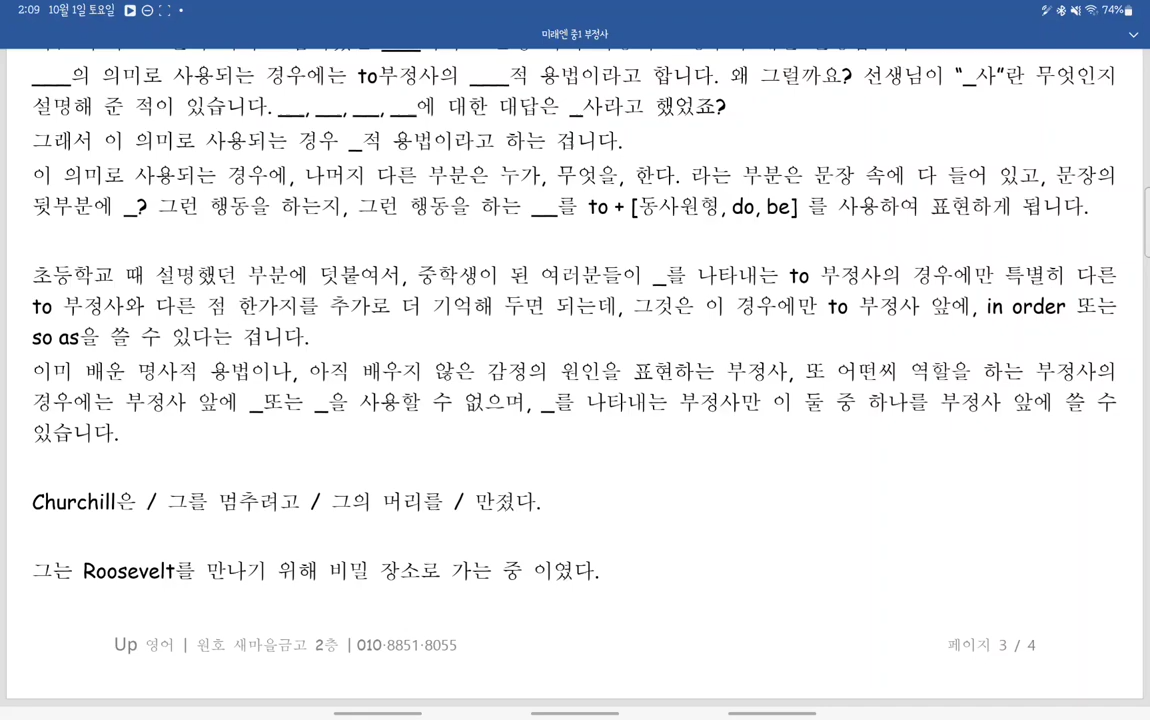 2:09 10월 1일 토요일
74%
미래엔 중1 부정사
___의 의미로 사용되는 경우에는 to부정사의 ___적 용법이라고 합니다. 왜 그럴까요? 선생님이 “_사”란 무엇인지
설명해 준 적이 있습니다. __, __, __, __에 대한 대답은 _사라고 했었죠?
그래서 이 의미로 사용되는 경우 _적 용법이라고 하는 겁니다.
이 의미로 사용되는 경우에, 나머지 다른 부분은 누가, 무엇을, 한다. 라는 부분은 문장 속에 다 들어 있고, 문장의
뒷부분에 _? 그런 행동을 하는지, 그런 행동을 하는 __를 to + [동사원형, do, be] 를 사용하여 표현하게 됩니다.
초등학교 때 설명했던 부분에 덧붙여서, 중학생이 된 여러분들이 _를 나타내는 to 부정사의 경우에만 특별히 다른
to 부정사와 다른 점 한가지를 추가로 더 기억해 두면 되는데, 그것은 이 경우에만 to 부정사 앞에, in order 또는
so as을 쓸 수 있다는 겁니다.
이미 배운 명사적 용법이나, 아직 배우지 않은 감정의 원인을 표현하는 부정사, 또 어떤씨 역할을 하는 부정사의
경우에는 부정사 앞에 _또는 _을 사용할 수 없으며, _를 나타내는 부정사만 이 둘 중 하나를 부정사 앞에 쓸 수
있습니다.
Churchill은 / 그를 멈추려고 / 그의 머리를 / 만졌다.
그는 Roosevelt를 만나기 위해 비밀 장소로 가는 중 이였다.
Up 영어 | 원호 새마을금고 2층 | 010·8851·8055
페이지 3 / 4